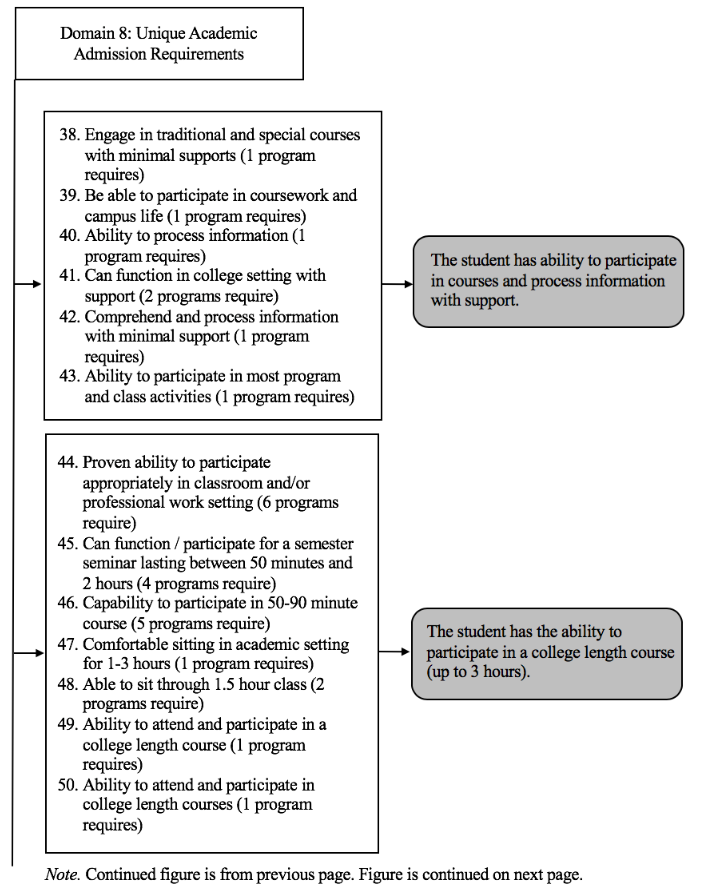 Domain 8: Unique Academic
Admission Requirements
38. Engage in traditional and special courses
with minimal supports (1 program
requires)
39. Be able to participate in coursework and
campus life (1 program requires)
40. Ability to process information (1
program requires)
41. Can function in college setting with
support (2 programs require)
42. Comprehend and process information
with minimal support (1 program
requires)
43. Ability to participate in most program
and class activities (1 program requires)
The student has ability to participate
in courses and process information
with support.
44. Proven ability to participate
appropriately in classroom and/or
professional work setting (6 programs
require)
45. Can function / participate for a semester
seminar lasting between 50 minutes and
2 hours (4 programs require)
46. Capability to participate in 50-90 minute
course (5 programs require)
47. Comfortable sitting in academic setting
for 1-3 hours (1 program requires)
48. Able to sit through 1.5 hour class (2
programs require)
49. Ability to attend and participate in a
college length course (1 program
requires)
50. Ability to attend and participate in
college length courses (1 program
requires)
The student has the ability to
participate in a college length course
(up to 3 hours).
Note. Continued figure is from previous page. Figure is continued on next page.